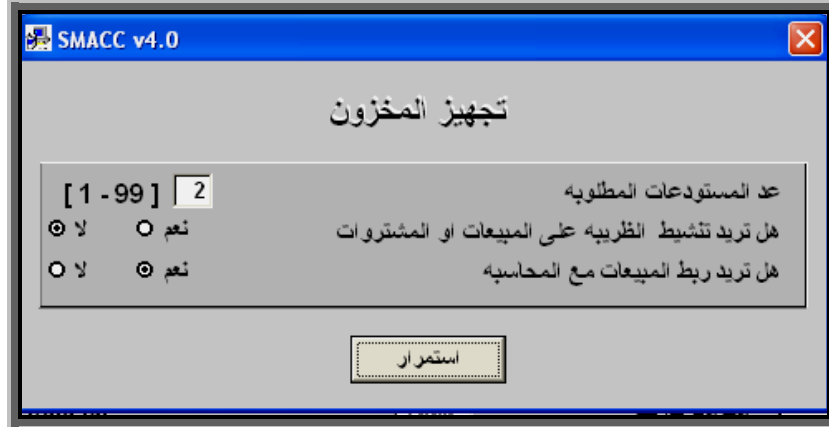 SMACC v4.0
تجهيز المخزون
عد المستودعات المطلوبه 2 [ 1 - 99 ]
هل تريد تنشيط الظريبه على المبيعات او المشتروات نعم لا
هل تريد ربط المبيعات مع المحاسبه نعم لا
استمرار